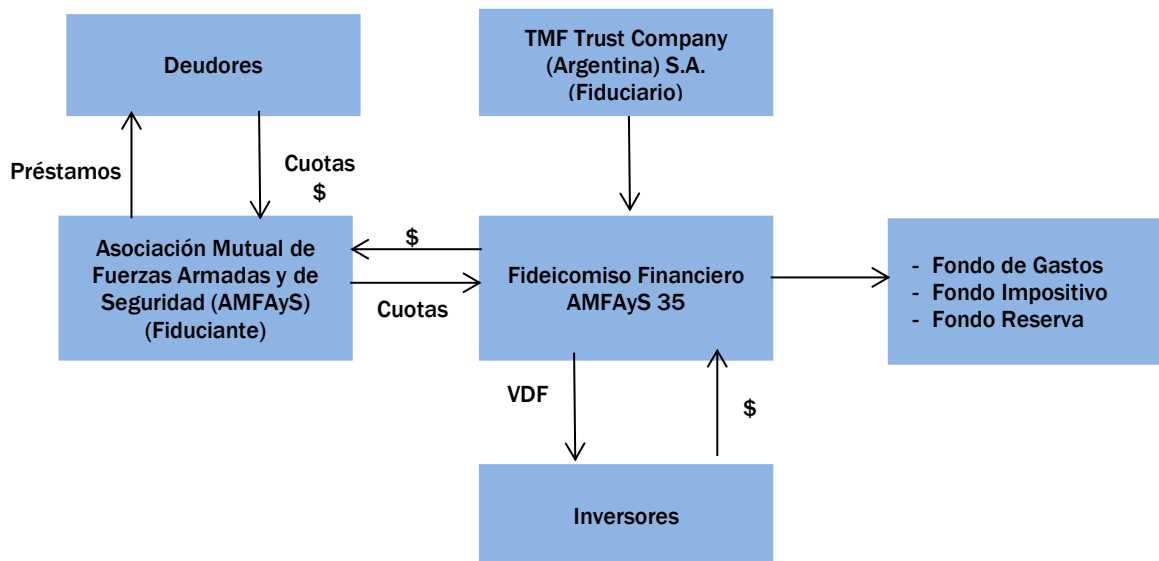 Deudores
TMF Trust Company
(Argentina) S.A.
(Fiduciario)
Préstamos
Cuotas
$
Asociación Mutual de
Fuerzas Armadas y de
Seguridad (AMFAyS)
(Fiduciante)
$
Cuotas
Fideicomiso Financiero
AMFAyS 35
- Fondo de Gastos
- Fondo Impositivo
- Fondo Reserva
VDF
$
Inversores